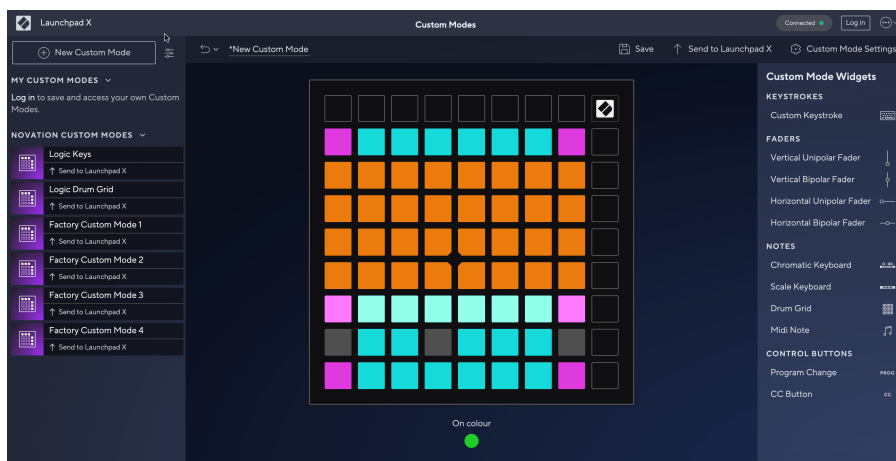 Launchpad X
Custom Modes
Connected
Log in
New Custom Mode
*New Custom Mode
Save
Send to Launchpad X
Custom Mode Settings
MY CUSTOM MODES
Log in to save and access your own Custom
Modes.
NOVATION CUSTOM MODES
Logic Keys
Send to Launchpad X
Logic Drum Grid
Send to Launchpad X
Factory Custom Mode 1
Send to Launchpad X
Factory Custom Mode 2
Send to Launchpad X
Factory Custom Mode 3
Send to Launchpad X
Factory Custom Mode 4
Send to Launchpad X
On colour
Custom Mode Widgets
KEYSTROKES
Custom Keystroke
FADERS
Vertical Unipolar Fader
Vertical Bipolar Fader
Horizontal Unipolar Fader
Horizontal Bipolar Fader
NOTES
Chromatic Keyboard
Scale Keyboard
Drum Grid
Midi Note
CONTROL BUTTONS
Program Change PROG
CC Button CC